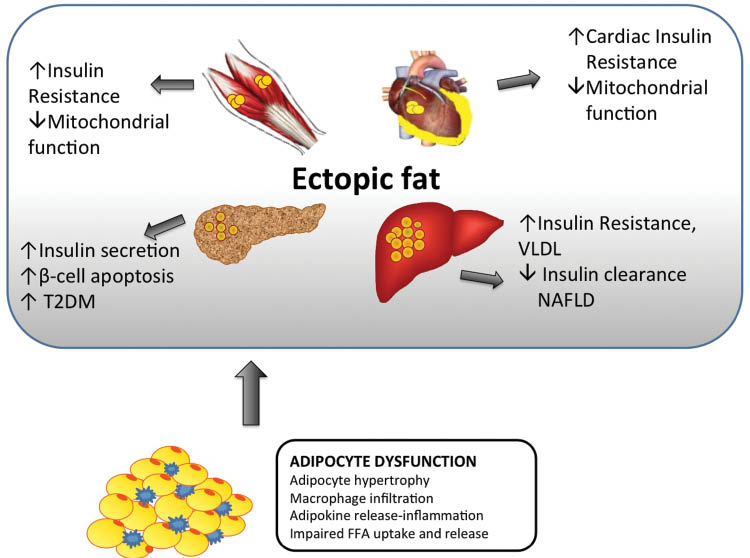 ↑Insulin
Resistance
↓Mitochondrial
function
↑Cardiac Insulin
Resistance
↓Mitochondrial
function
Ectopic fat
↑Insulin secretion
↑β-cell apoptosis
↑ T2DM
↑Insulin Resistance,
VLDL
↓ Insulin clearance
NAFLD
ADIPOCYTE DYSFUNCTION
Adipocyte hypertrophy
Macrophage infiltration
Adipokine release-inflammation
Impaired FFA uptake and release